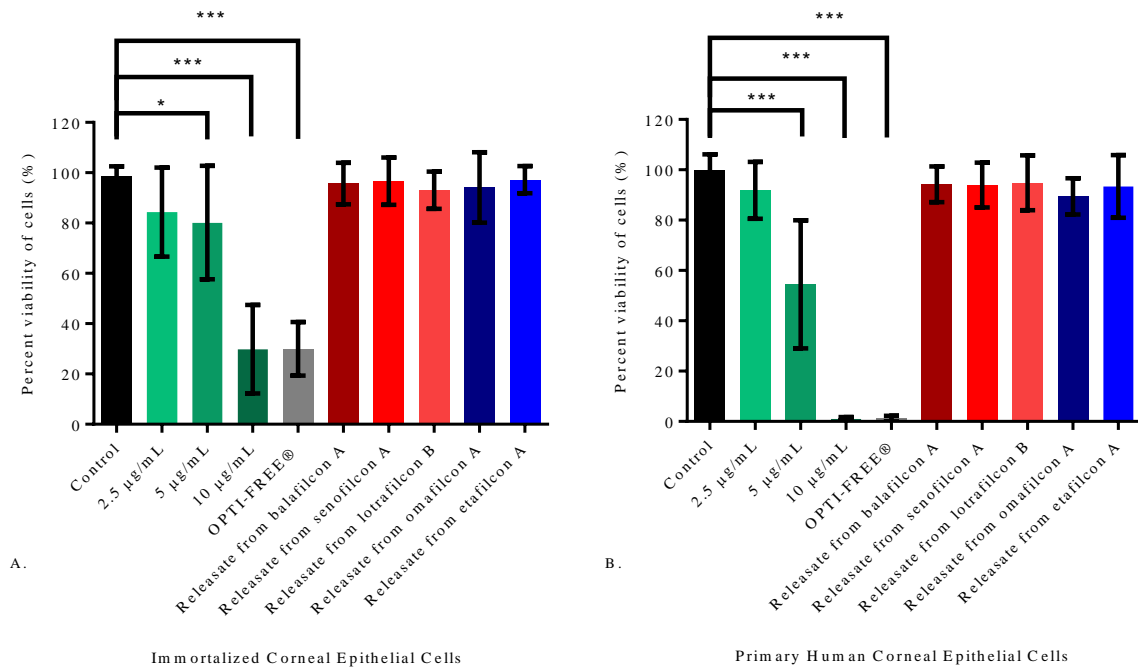 ***
***
*
120
100
80
60
40
20
0
Percent viability of cells (%)
Control
2.5 µg/mL
5 µg/mL
10 µg/mL
OPTI-FREE®
Releasate from balafilcon A
Releasate from senofilcon A
Releasate from lotrafilcon B
Releasate from omafilcon A
Releasate from etafilcon A
A.
Immortalized Corneal Epithelial Cells
***
***
***
120
100
80
60
40
20
0
Percent viability of cells (%)
Control
2.5 µg/mL
5 µg/mL
10 µg/mL
OPTI-FREE®
Releasate from balafilcon A
Releasate from senofilcon A
Releasate from lotrafilcon B
Releasate from omafilcon A
Releasate from etafilcon A
B.
Primary Human Corneal Epithelial Cells